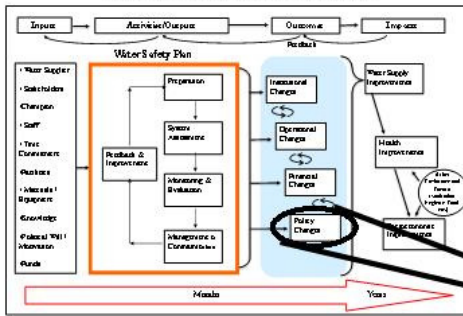 Inputs
Activities/Outputs
Outcomes
Impacts
Feedback
Water Safety Plan
• Water Supplier
• Stakeholders
Champion
• Staff
• Time
Commitment
• Materials /
Equipment
Knowledge
• Political Will /
Motivation
• Funds
Feedback &
Improvement
Preparation
System
Assessment
Monitoring &
Evaluation
Management &
Communication
Institutional
Changes
Operational
Changes
Financial
Changes
Policy
Changes
Water Supply
Improvements
Health
Improvements
Socioeconomic
Improvements
Months
Years